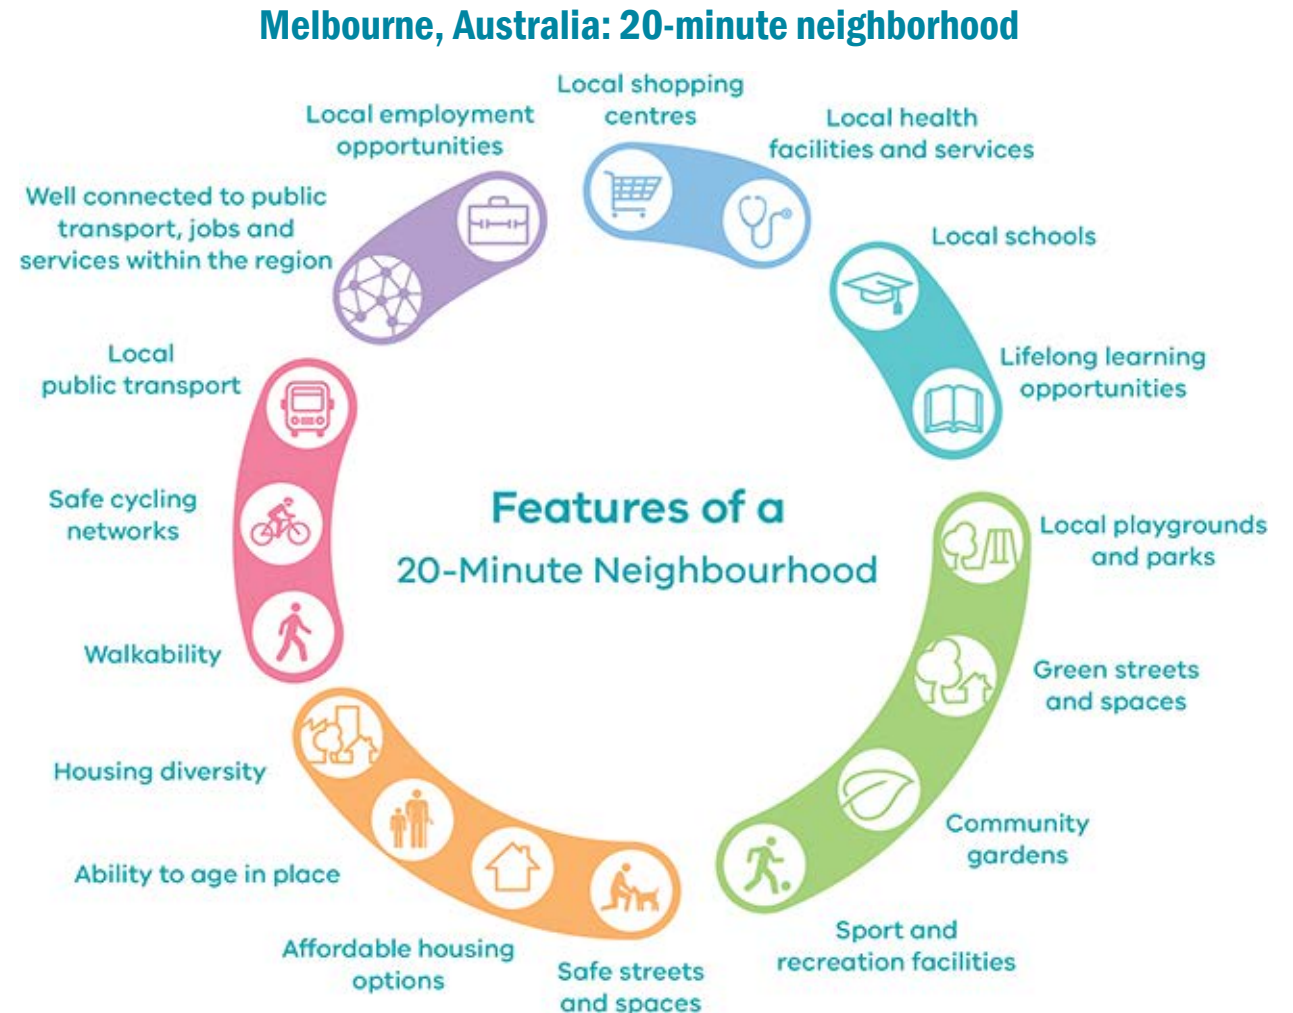 Melbourne, Australia: 20-minute neighborhood
Local shopping
centres
Local health
facilities and services
Local schools
Lifelong learning
opportunities
Local playgrounds
and parks
Green streets
and spaces
Community
gardens
Sport and
recreation facilities
Safe streets
and spaces
Affordable housing
options
Ability to age in place
Housing diversity
Walkability
Safe cycling
networks
Local
public transport
Well connected to public
transport, jobs and
services within the region
Local employment
opportunities
Features of a
20-Minute Neighbourhood